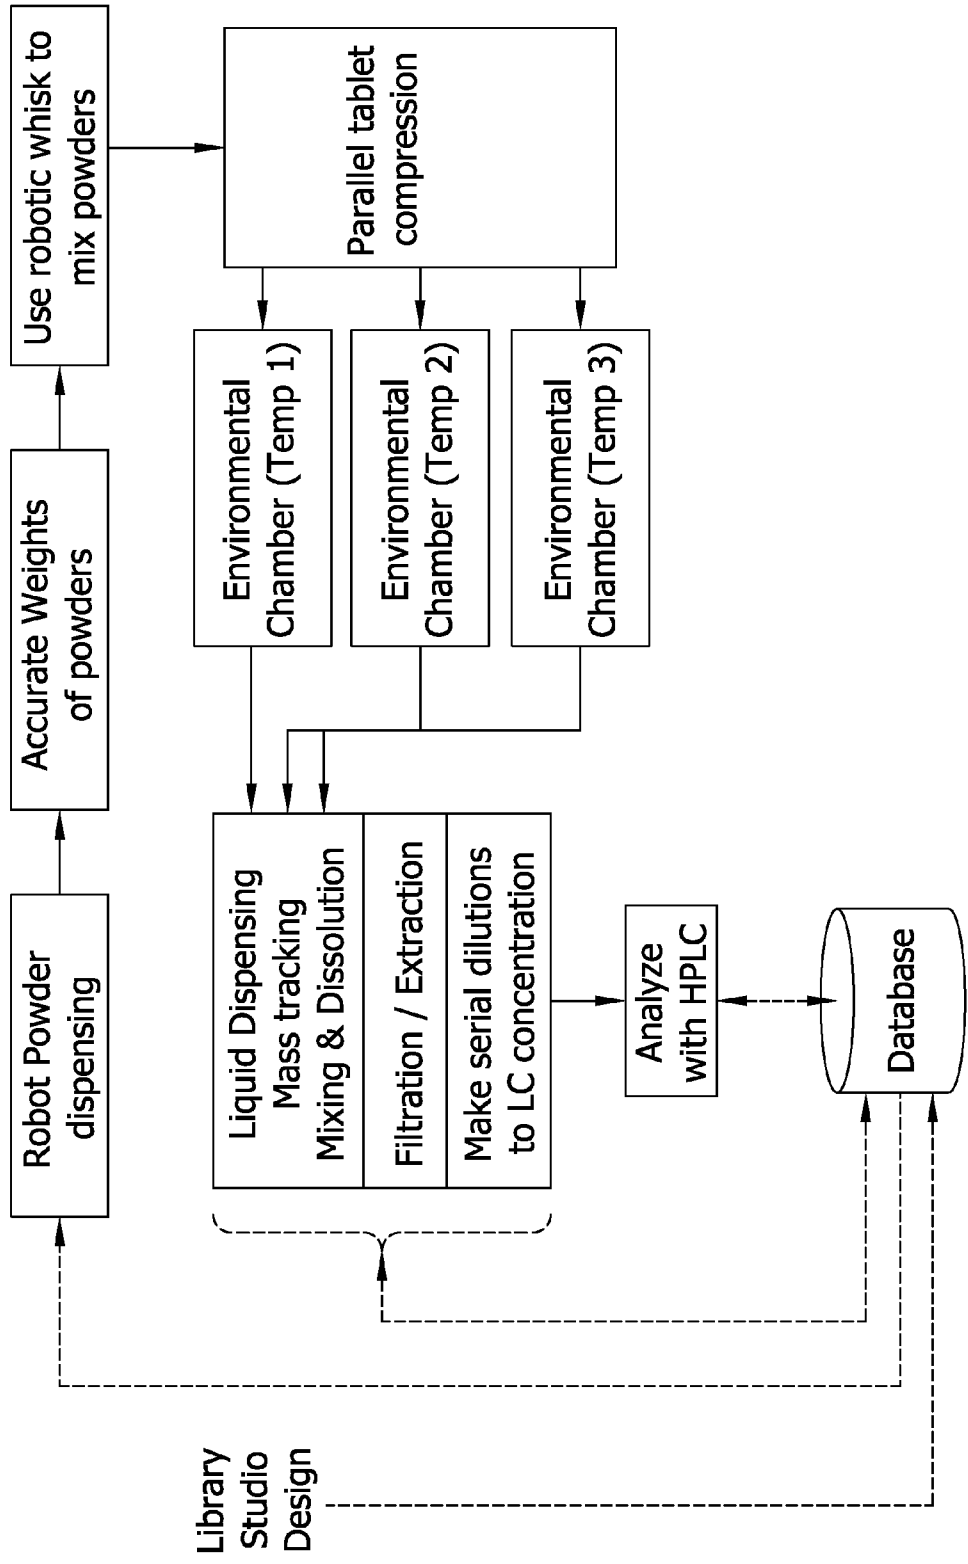 Library
Studio
Design
Robot Powder
dispensing
Accurate Weights
of powders
Use robotic whisk to
mix powders
Parallel tablet
compression
Environmental
Chamber (Temp 1)
Environmental
Chamber (Temp 2)
Environmental
Chamber (Temp 3)
Liquid Dispensing
Mass tracking
Mixing & Dissolution
Filtration / Extraction
Make serial dilutions
to LC concentration
Analyze
with HPLC
Database